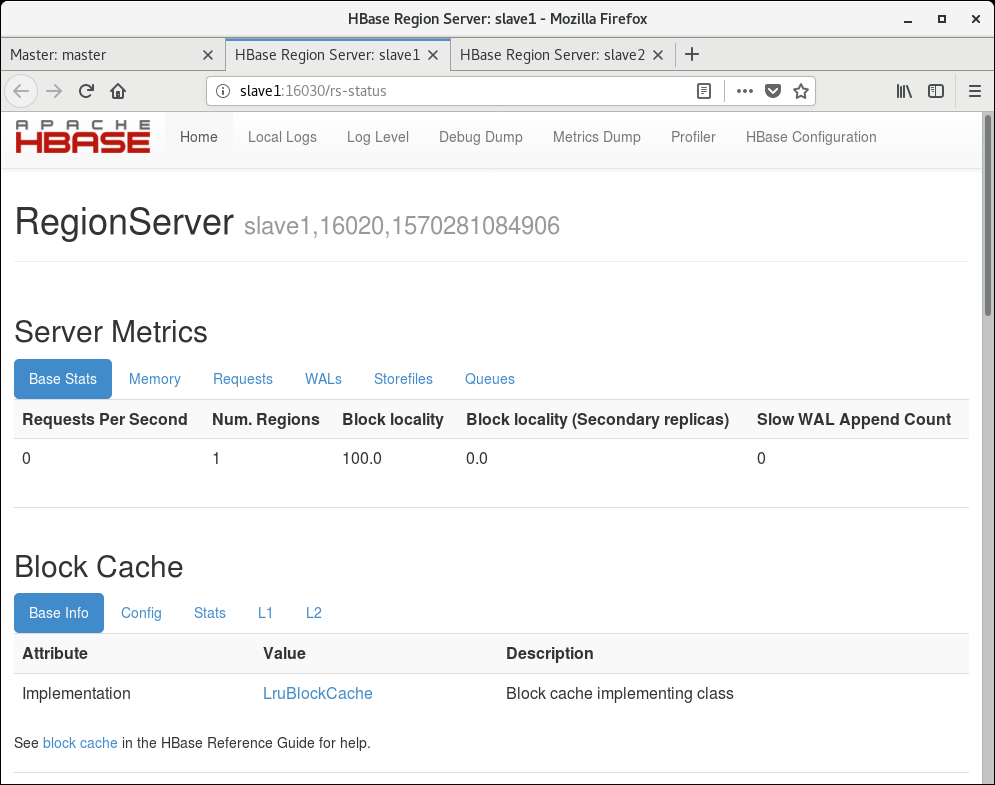 HBase Region Server: slave1 - Mozilla Firefox
Master: master HBase Region Server: slave1 HBase Region Server: slave2
slave1:16030/rs-status
APACHE
HBASE
Home Local Logs Log Level Debug Dump Metrics Dump Profiler HBase Configuration
RegionServer slave1,16020,1570281084906
Server Metrics
Base Stats Memory Requests WALs Storefiles Queues
Requests Per Second Num. Regions Block locality Block locality (Secondary replicas) Slow WAL Append Count
0 1 100.0 0.0 0
Block Cache
Base Info Config Stats L1 L2
Attribute Value Description
Implementation LruBlockCache Block cache implementing class
See block cache in the HBase Reference Guide for help.